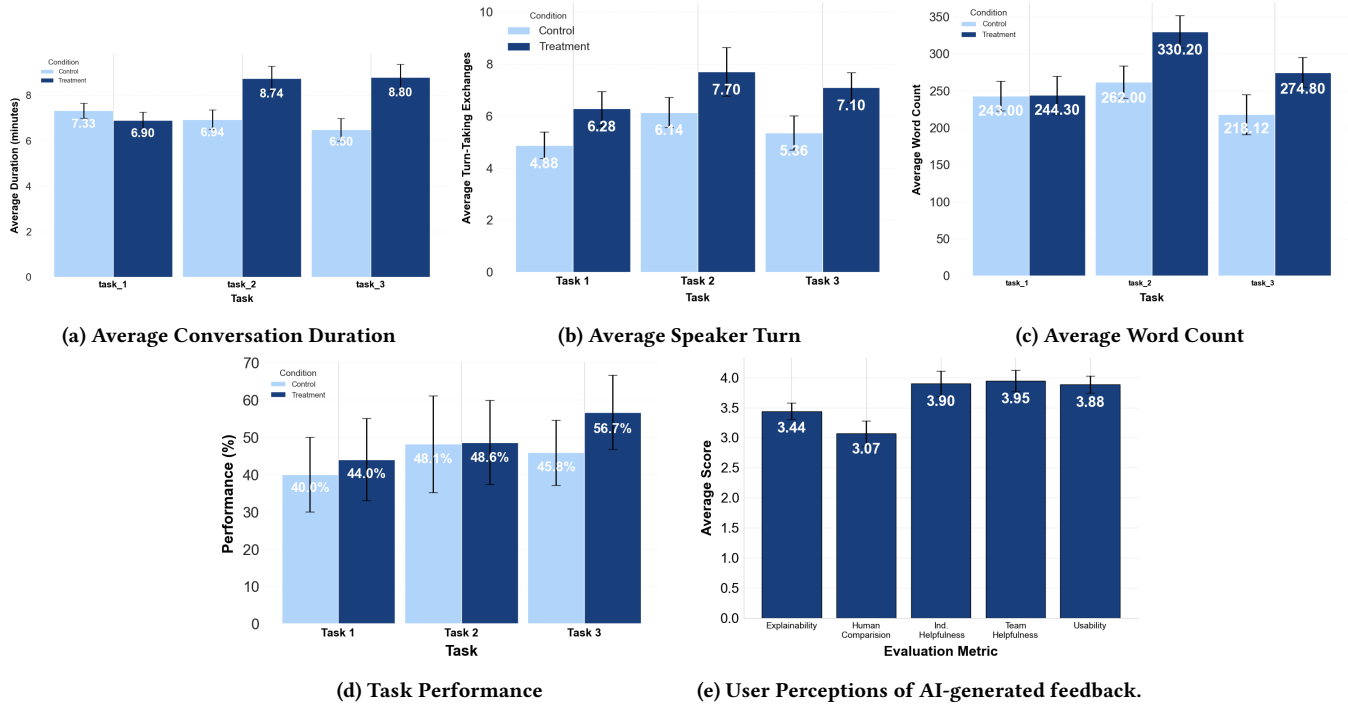 Condition
Control
Treatment
Average Duration (minutes)
8
6
4
2
0
7.33
6.90
6.94
8.74
6.50
8.80
task_1
task_2
task_3
Task
(a) Average Conversation Duration
Condition
Control
Treatment
Average Turn-Taking Exchanges
10
8
6
4
2
0
4.88
6.28
6.14
7.70
5.36
7.10
Task 1
Task 2
Task 3
Task
(b) Average Speaker Turn
Condition
Control
Treatment
Average Word Count
350
300
250
200
150
100
50
0
243.00
244.30
262.00
330.20
218.12
274.80
task_1
task_2
task_3
Task
(c) Average Word Count
Condition
Control
Treatment
Performance (%)
70
60
50
40
30
20
10
0
40.0%
44.0%
48.1%
48.6%
45.8%
56.7%
Task 1
Task 2
Task 3
Task
(d) Task Performance
Average Score
4.0
3.5
3.0
2.5
2.0
1.5
1.0
0.5
0.0
3.44
3.07
3.90
3.95
3.88
Explainability
Human
Comparision
Ind.
Helpfulness
Team
Helpfulness
Usability
Evaluation Metric
(e) User Perceptions of AI-generated feedback.